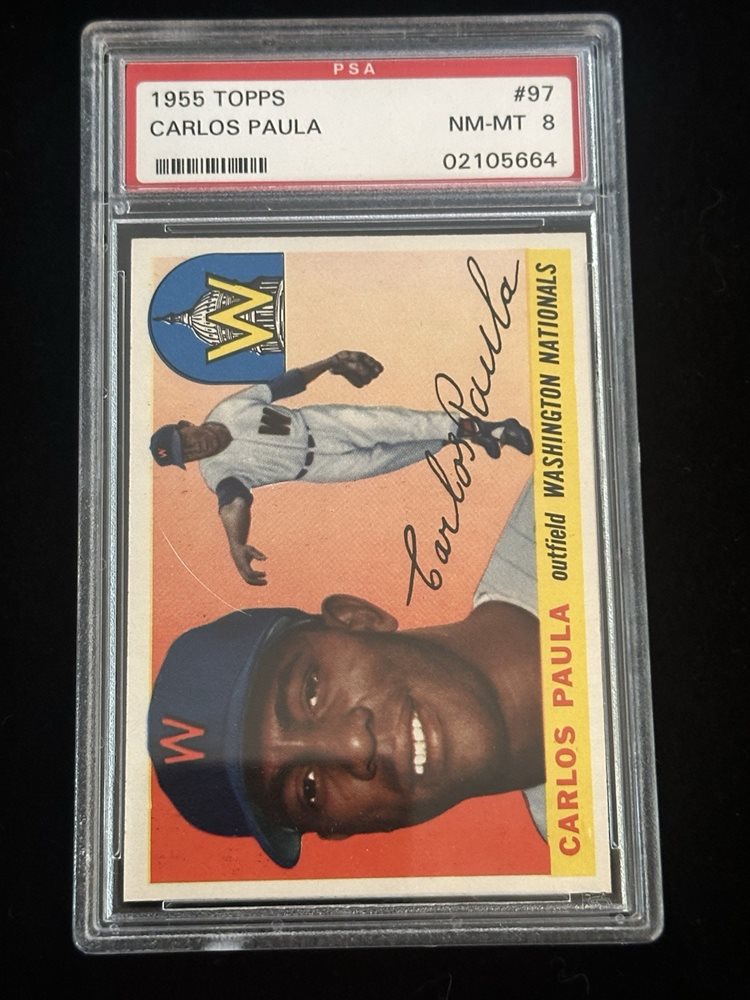 PSA
1955 TOPPS #97
CARLOS PAULA NM-MT 8
02105664
W
W
W
Carlos Paula
W
CARLOS PAULA outfield WASHINGTON NATIONALS